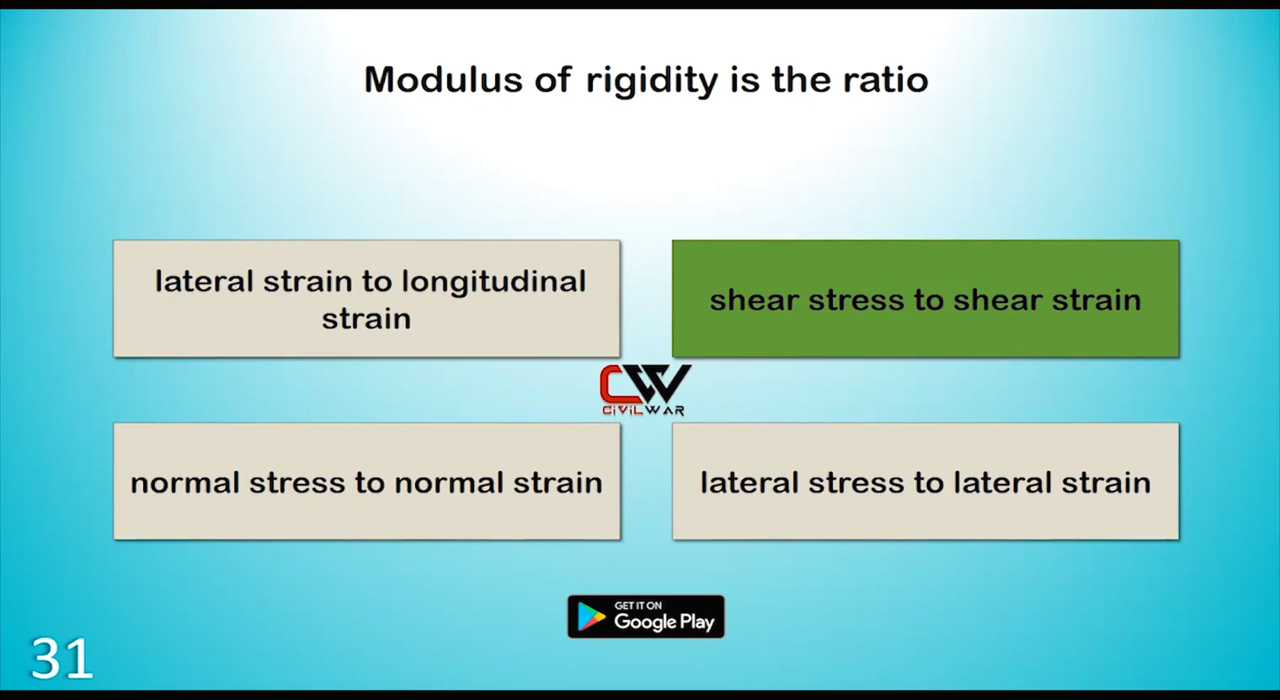 Modulus of rigidity is the ratio
lateral strain to longitudinal
strain
shear stress to shear strain
CW
CIVIL WAR
normal stress to normal strain
lateral stress to lateral strain
GET IT ON
Google Play
31